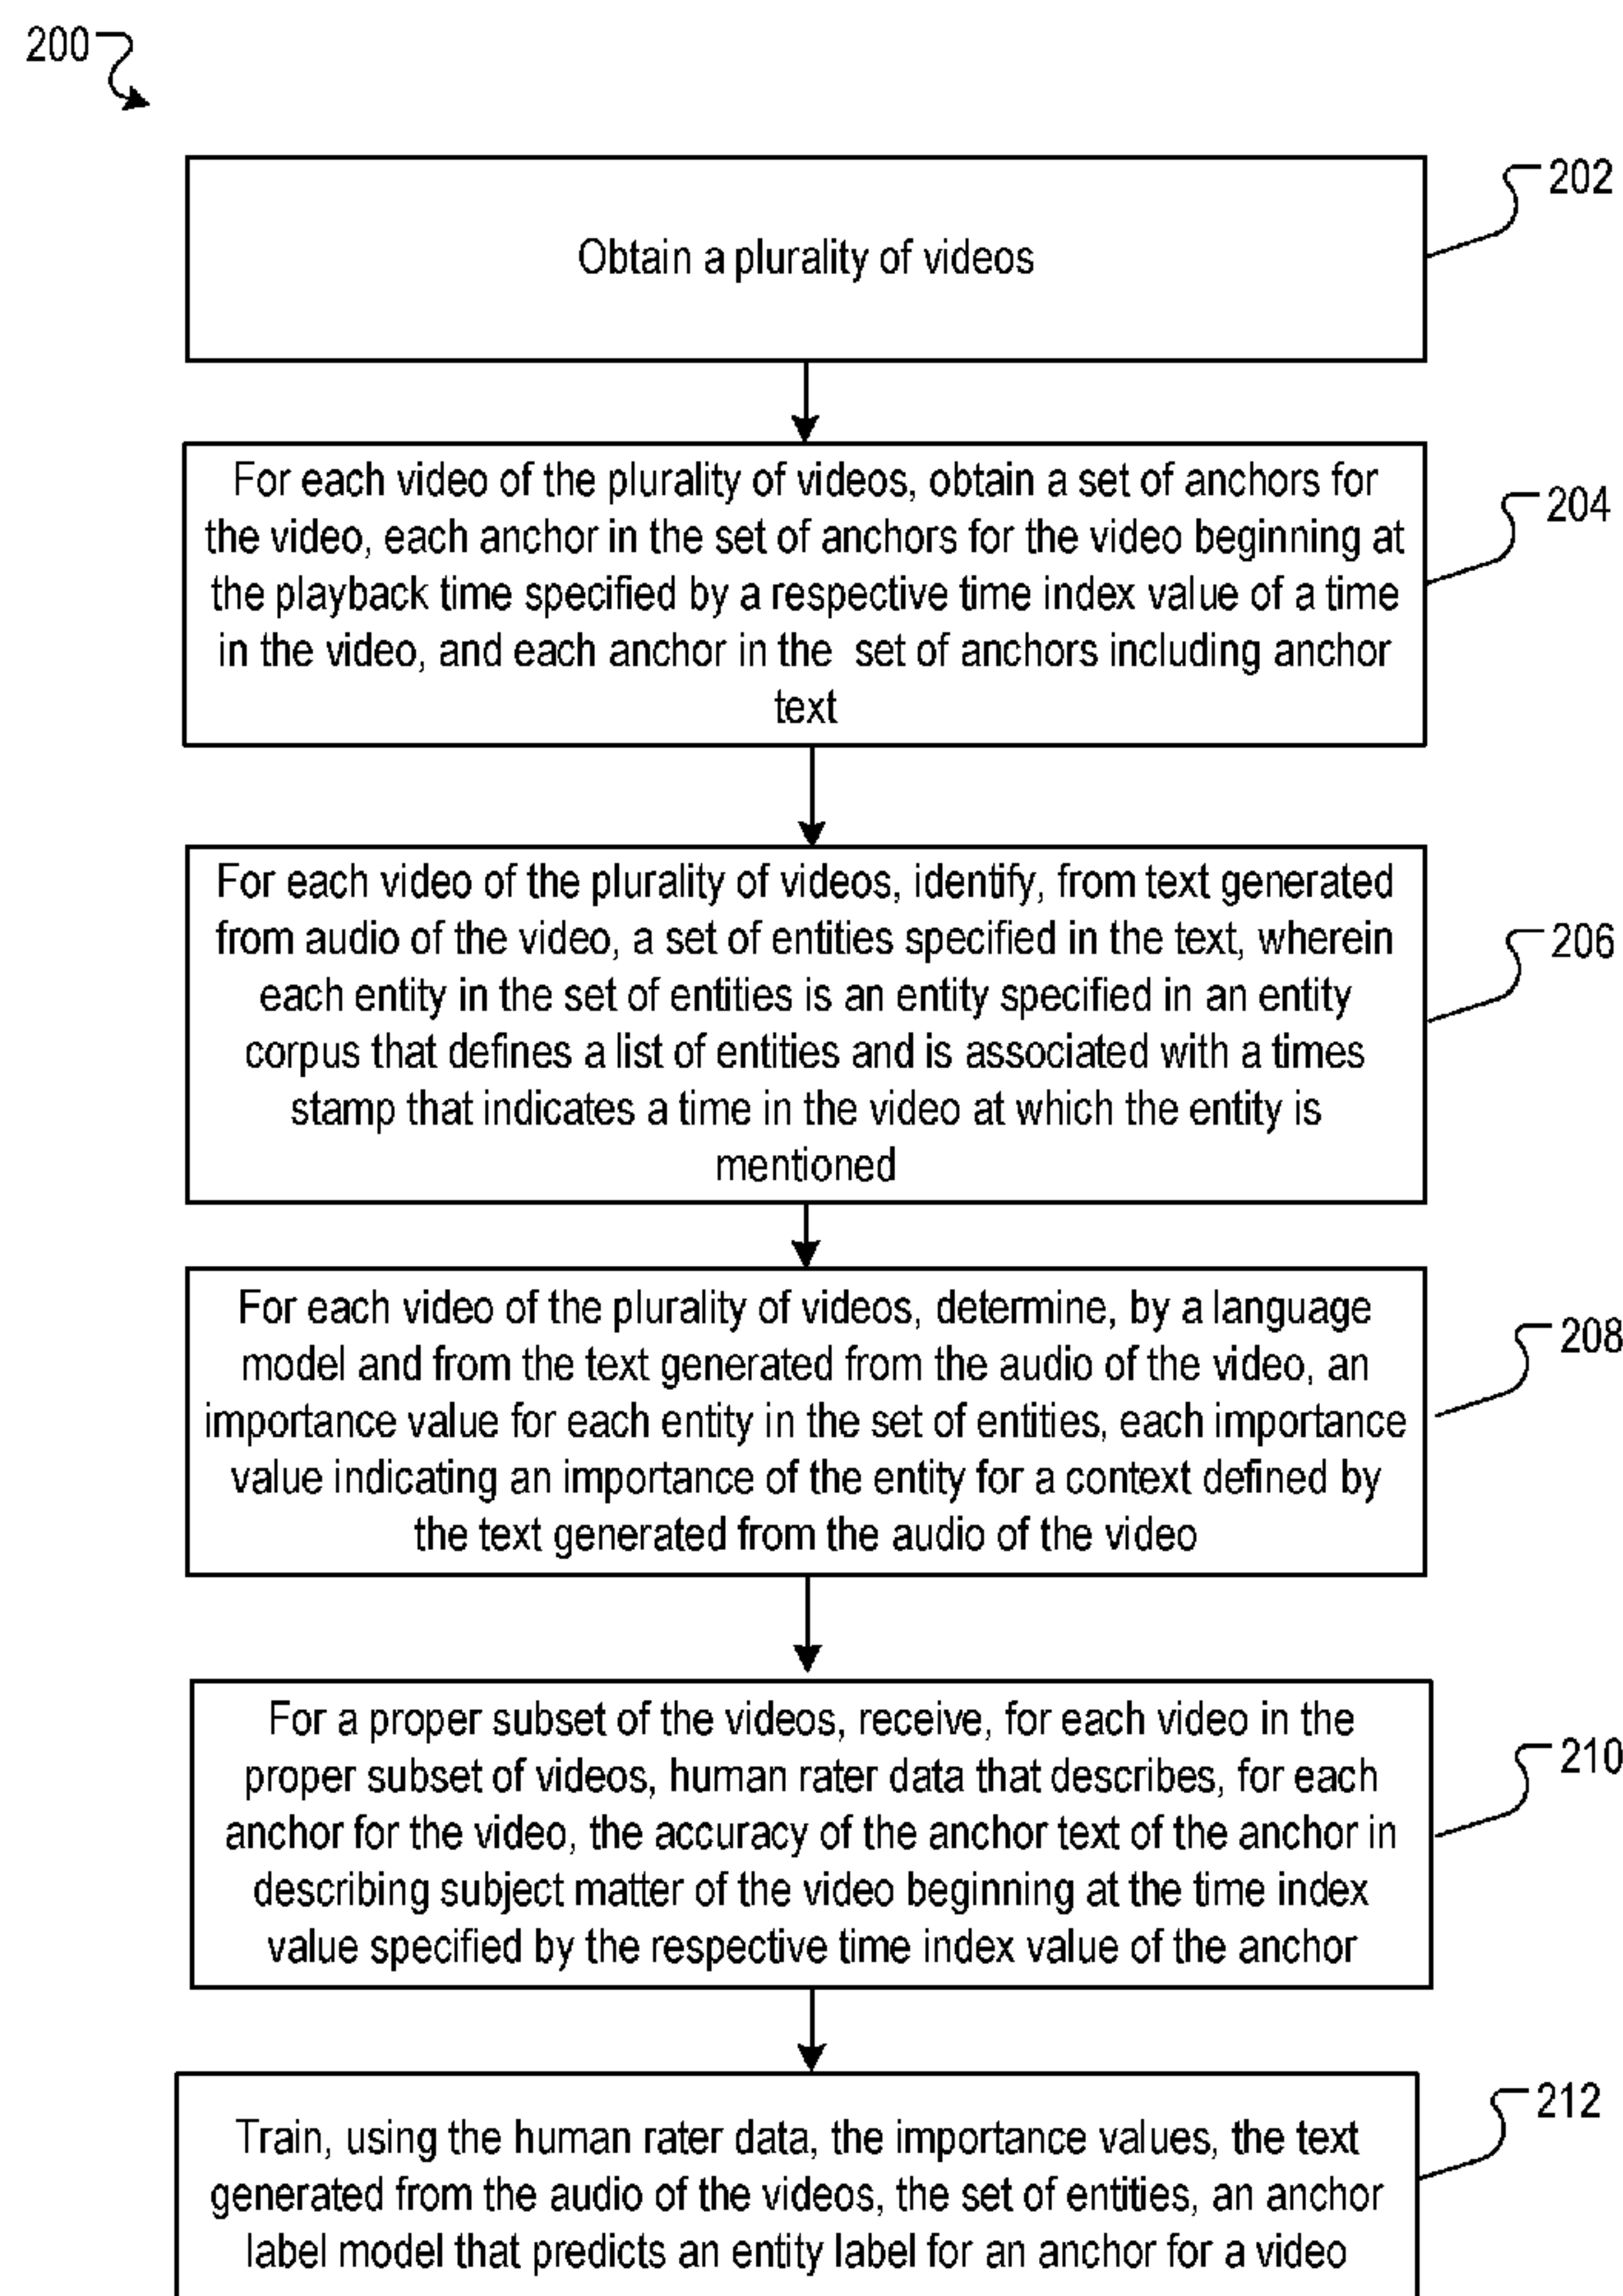 200
202
Obtain a plurality of videos
For each video of the plurality of videos, obtain a set of anchors for
the video, each anchor in the set of anchors for the video beginning at
the playback time specified by a respective time index value of a time
in the video, and each anchor in the set of anchors including anchor
text
204
For each video of the plurality of videos, identify, from text generated
from audio of the video, a set of entities specified in the text, wherein
each entity in the set of entities is an entity specified in an entity
corpus that defines a list of entities and is associated with a times
stamp that indicates a time in the video at which the entity is
mentioned
206
For each video of the plurality of videos, determine, by a language
model and from the text generated from the audio of the video, an
importance value for each entity in the set of entities, each importance
value indicating an importance of the entity for a context defined by
the text generated from the audio of the video
208
For a proper subset of the videos, receive, for each video in the
proper subset of videos, human rater data that describes, for each
anchor for the video, the accuracy of the anchor text of the anchor in
describing subject matter of the video beginning at the time index
value specified by the respective time index value of the anchor
210
Train, using the human rater data, the importance values, the text
generated from the audio of the videos, the set of entities, an anchor
label model that predicts an entity label for an anchor for a video
212